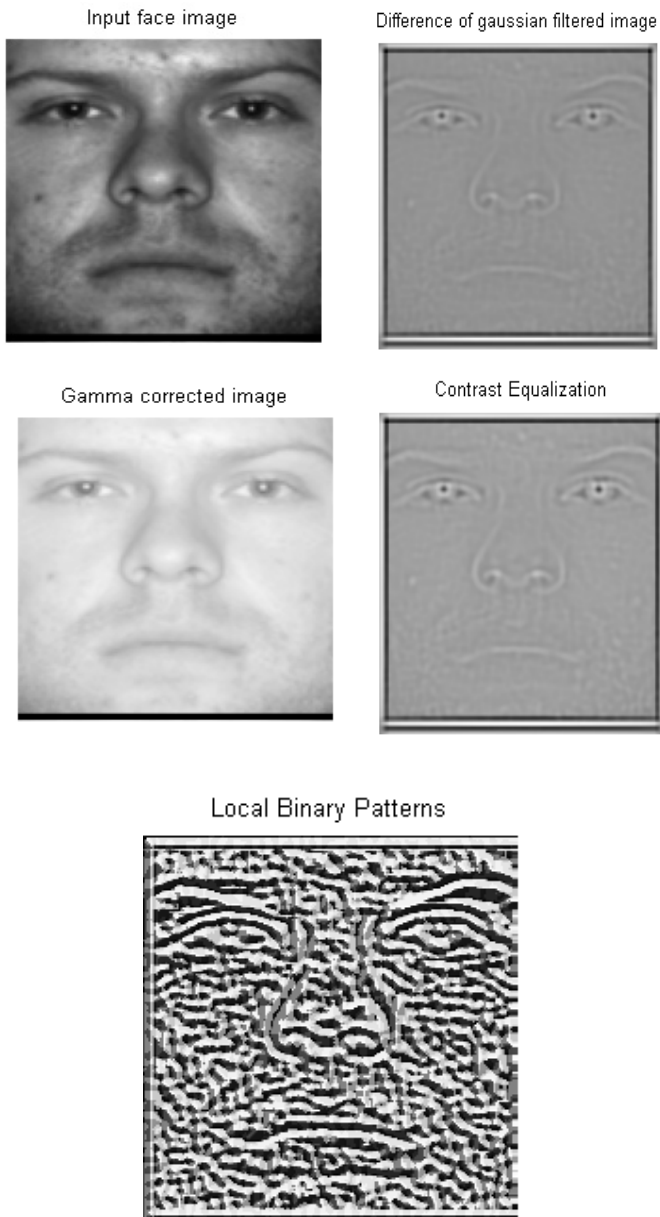 Input face image
Difference of gaussian filtered image
Gamma corrected image
Contrast Equalization
Local Binary Patterns